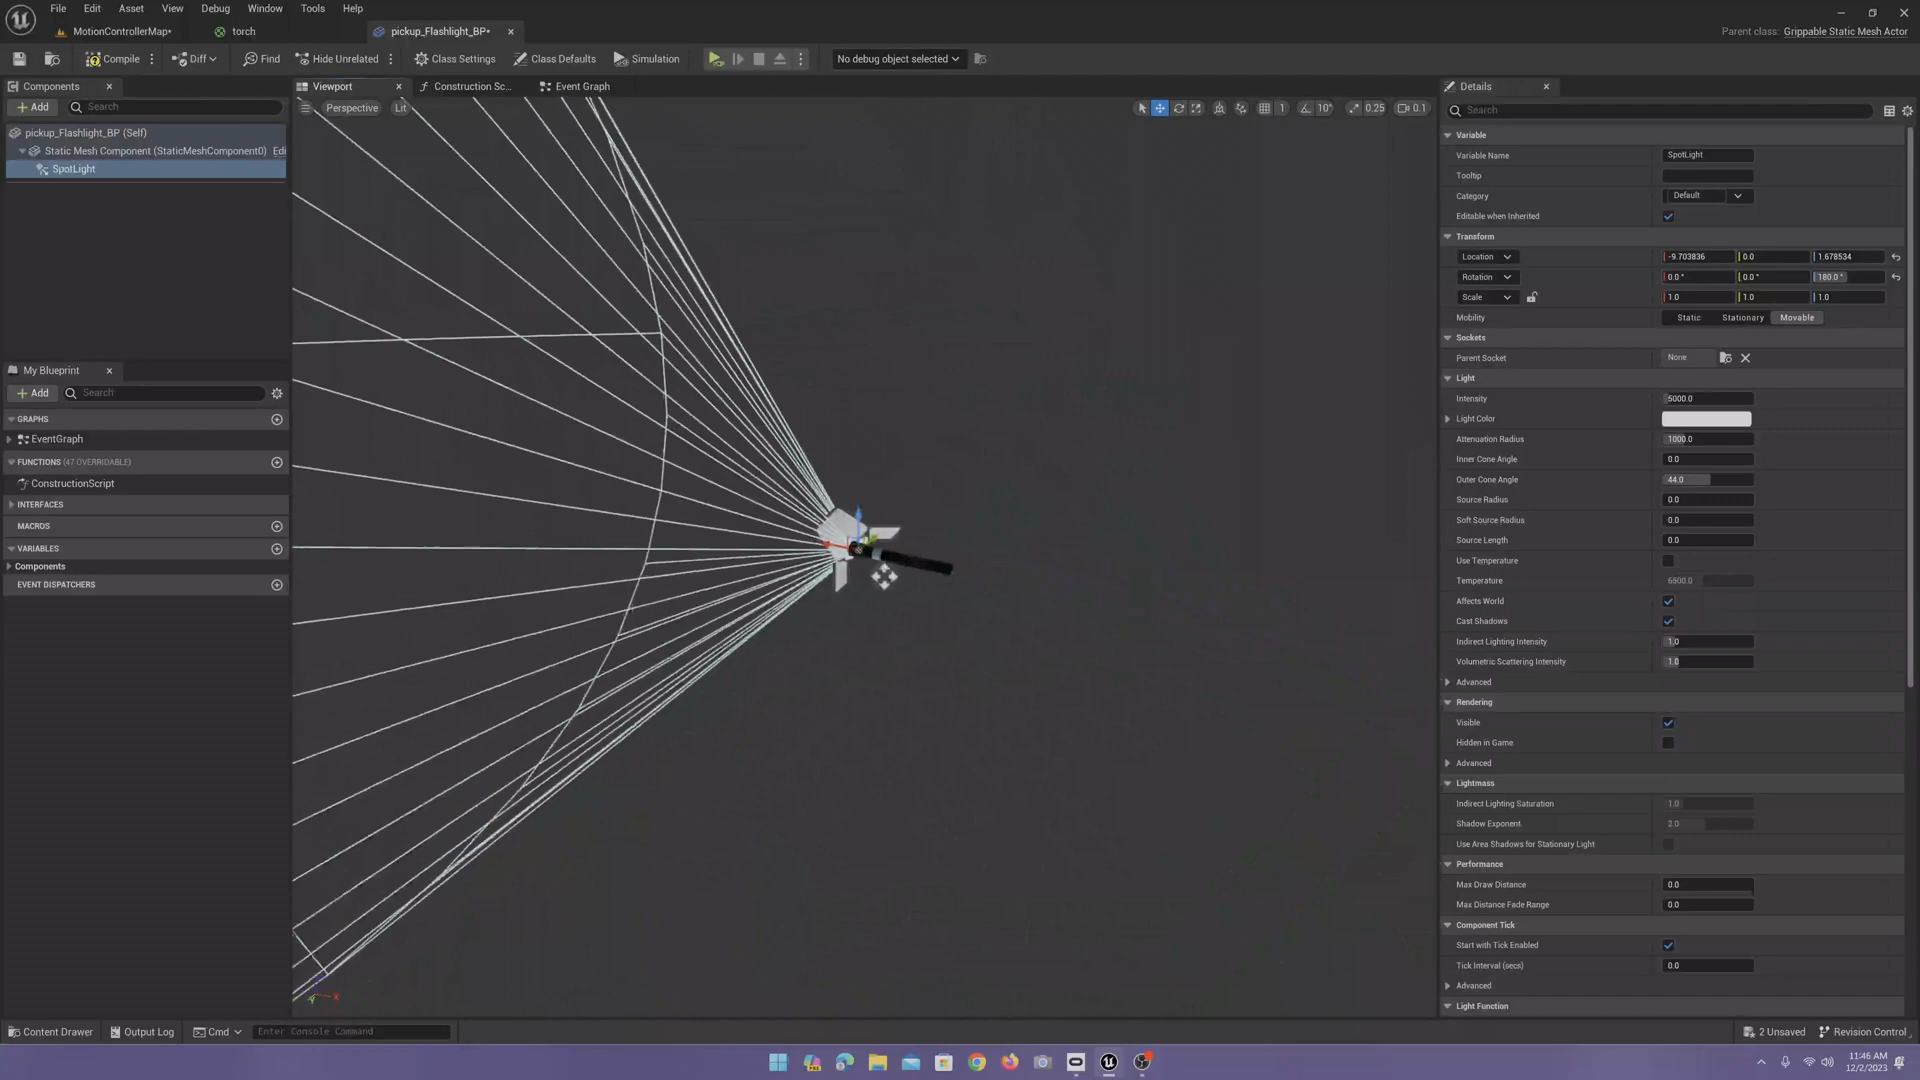 File Edit Asset View Debug Window Tools Help
MotionControllerMap* torch pickup_Flashlight_BP*
Parent class: Grippable Static Mesh Actor
Compile Diff Find Hide Unrelated Class Settings Class Defaults Simulation No debug object selected
Components
Add Search
pickup_Flashlight_BP (Self)
Static Mesh Component (StaticMeshComponent0)
SpotLight
My Blueprint
Add Search
GRAPHS
EventGraph
FUNCTIONS (47 OVERRIDABLE)
ConstructionScript
INTERFACES
MACROS
VARIABLES
Components
EVENT DISPATCHERS
Viewport Construction Sc... Event Graph
Perspective Lit 1 10° 0.25 0.1
Details
Search
Variable
Variable Name SpotLight
Tooltip
Category Default
Editable when Inherited
Transform
Location -9.703836 0.0 1.678534
Rotation 0.0 ° 0.0 ° 180.0 °
Scale 1.0 1.0 1.0
Mobility Static Stationary Movable
Sockets
Parent Socket None
Light
Intensity 5000.0
Light Color
Attenuation Radius 1000.0
Inner Cone Angle 0.0
Outer Cone Angle 44.0
Source Radius 0.0
Soft Source Radius 0.0
Source Length 0.0
Use Temperature
Temperature 6500.0
Affects World
Cast Shadows
Indirect Lighting Intensity 1.0
Volumetric Scattering Intensity 1.0
Advanced
Rendering
Visible
Hidden in Game
Advanced
Lightmass
Indirect Lighting Saturation 1.0
Shadow Exponent 2.0
Use Area Shadows for Stationary Light
Performance
Max Draw Distance 0.0
Max Distance Fade Range 0.0
Component Tick
Start with Tick Enabled
Tick Interval (secs) 0.0
Advanced
Light Function
Content Drawer Output Log Cmd Enter Console Command
2 Unsaved Revision Control
11:46 AM
12/2/2023